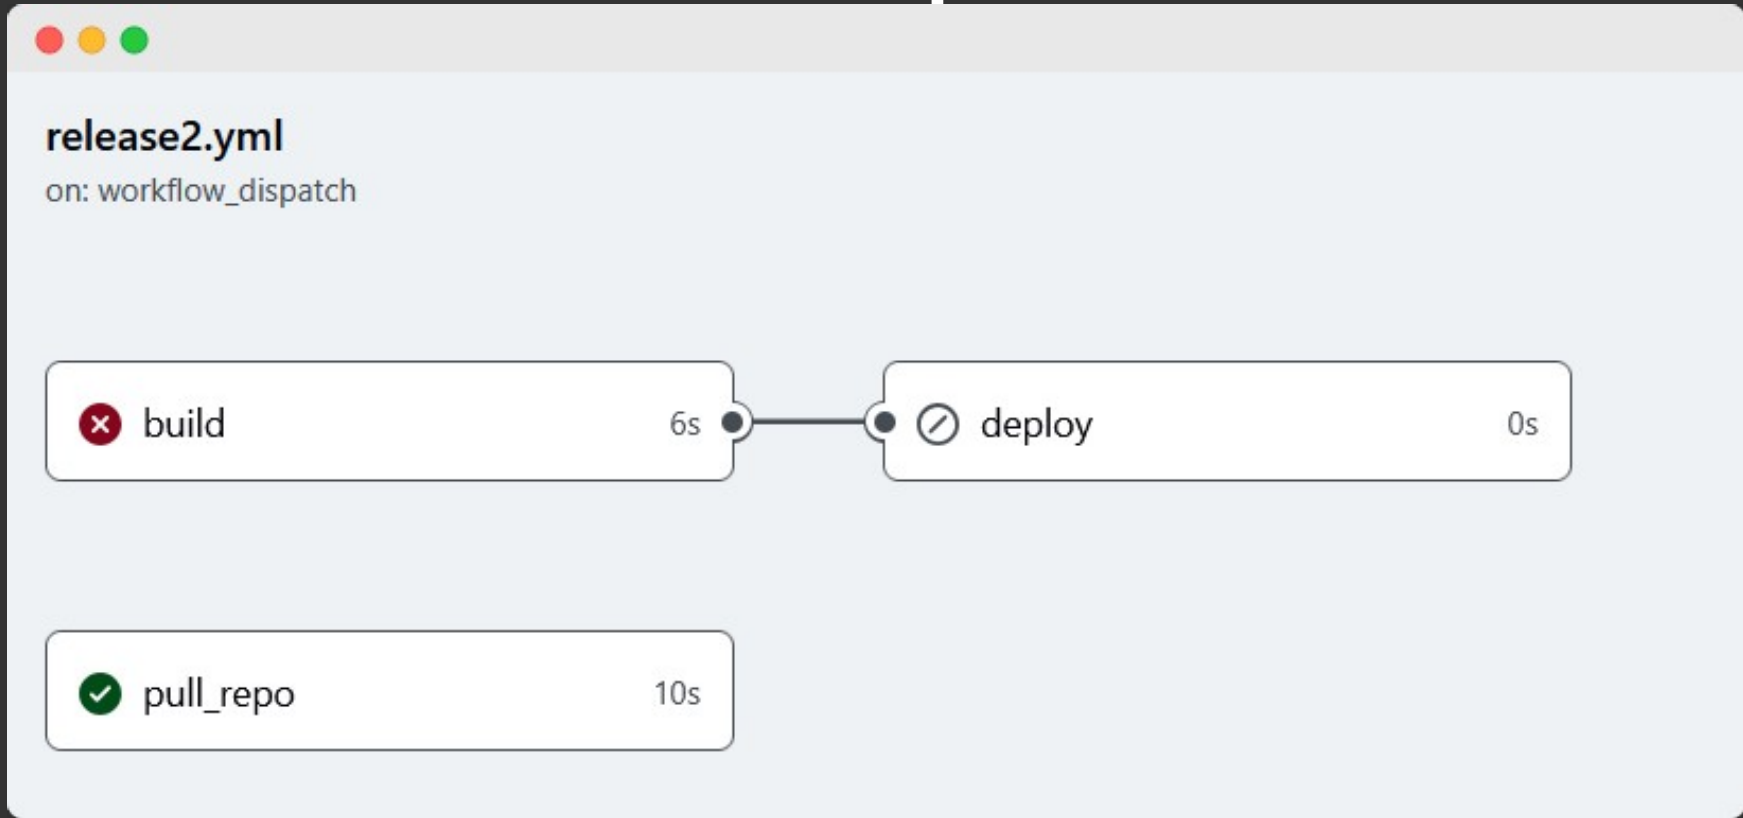 release2.yml
on: workflow_dispatch
build 6s
deploy 0s
pull_repo 10s